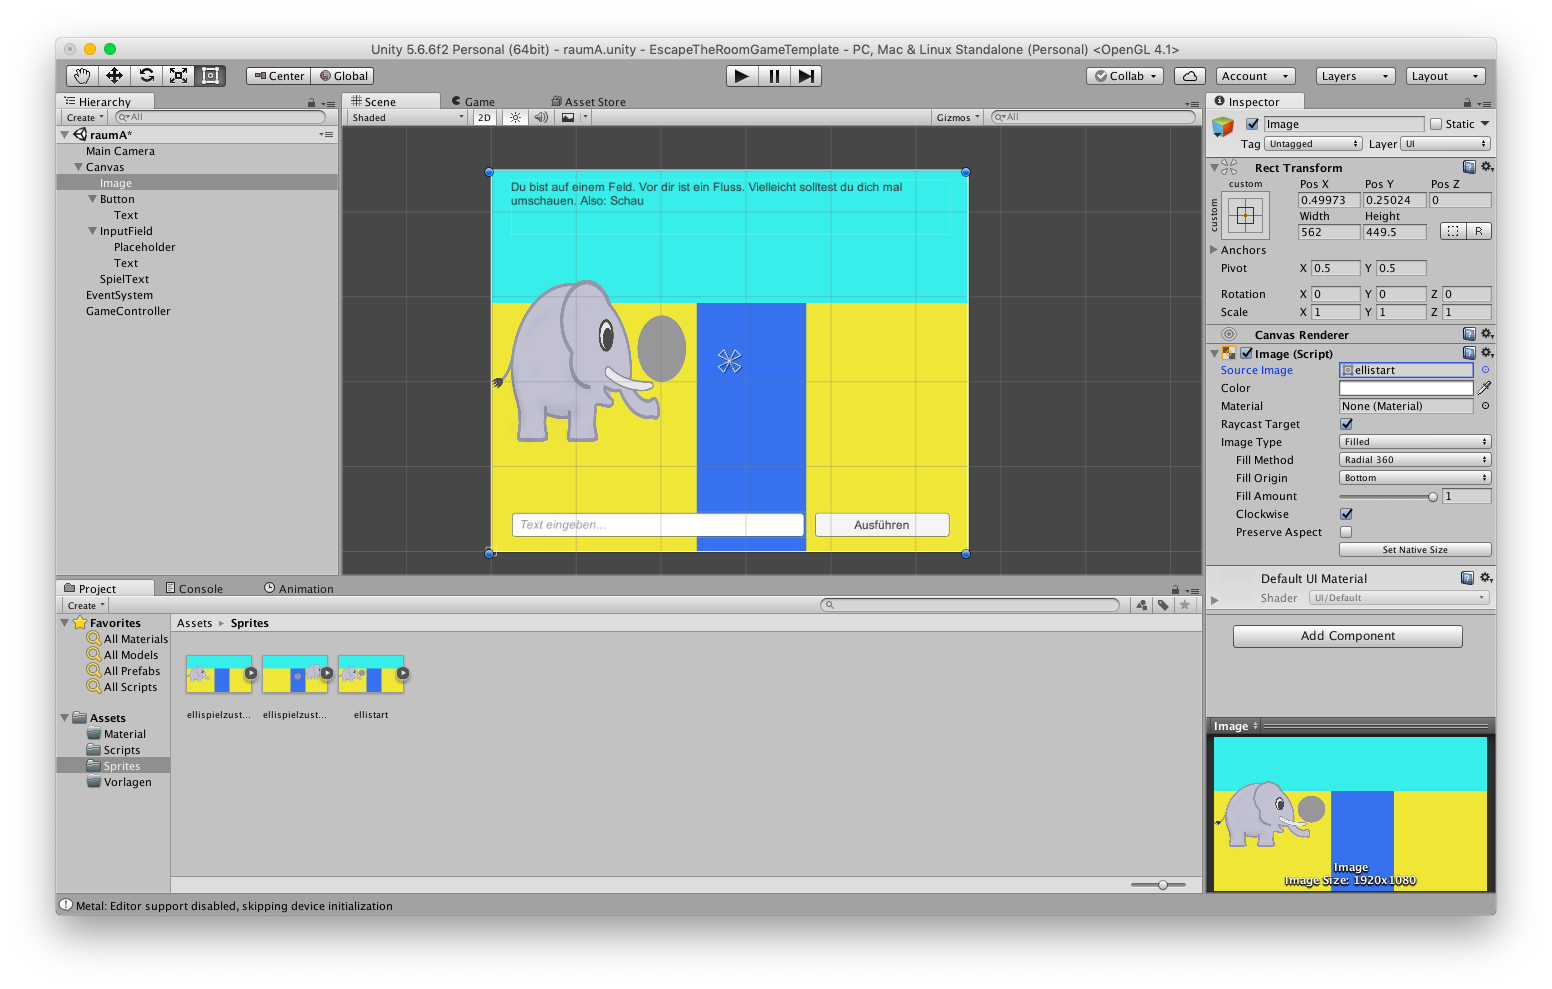 Unity 5.6.6f2 Personal (64bit) - raumA.unity - EscapeTheRoomGameTemplate - PC, Mac & Linux Standalone (Personal) <OpenGL 4.1>
Center Global Collab Account Layers Layout
Hierarchy
Create All
raumA*
Main Camera
Canvas
Image
Button
Text
InputField
Placeholder
Text
SpielText
EventSystem
GameController
Scene Game Asset Store
Shaded 2D Gizmos All
Du bist auf einem Feld. Vor dir ist ein Fluss. Vielleicht solltest du dich mal
umschauen. Also: Schau
Text eingeben... Ausführen
Inspector
Image Static
Tag Untagged Layer UI
Rect Transform
custom Pos X Pos Y Pos Z
custom 0.49973 0.25024 0
Width Height
562 449.5 R
Anchors
Pivot X 0.5 Y 0.5
Rotation X 0 Y 0 Z 0
Scale X 1 Y 1 Z 1
Canvas Renderer
Image (Script)
Source Image ellistart
Color
Material None (Material)
Raycast Target
Image Type Filled
Fill Method Radial 360
Fill Origin Bottom
Fill Amount 1
Clockwise
Preserve Aspect
Set Native Size
Default UI Material
Shader UI/Default
Add Component
Image
Image
Image Size: 1920x1080
Project Console Animation
Create
Favorites
All Materials
All Models
All Prefabs
All Scripts
Assets
Material
Scripts
Sprites
Vorlagen
Assets Sprites
ellispielzust... ellispielzust... ellistart
Metal: Editor support disabled, skipping device initialization